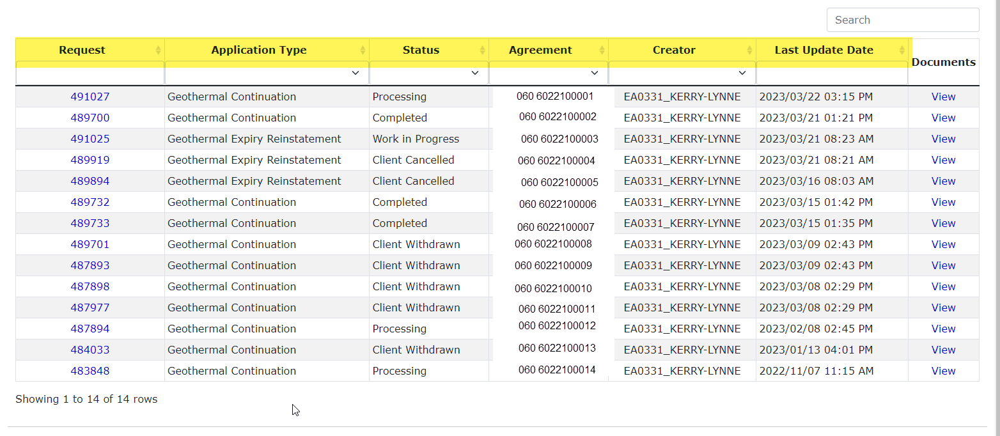 Search
Request Application Type Status Agreement Creator Last Update Date Documents
491027 Geothermal Continuation Processing 060 6022100001 EA0331_KERRY-LYNNE 2023/03/22 03:15 PM View
489700 Geothermal Continuation Completed 060 6022100002 EA0331_KERRY-LYNNE 2023/03/21 01:21 PM View
491025 Geothermal Expiry Reinstatement Work in Progress 060 6022100003 EA0331_KERRY-LYNNE 2023/03/21 08:23 AM View
489919 Geothermal Expiry Reinstatement Client Cancelled 060 6022100004 EA0331_KERRY-LYNNE 2023/03/21 08:21 AM View
489894 Geothermal Expiry Reinstatement Client Cancelled 060 6022100005 EA0331_KERRY-LYNNE 2023/03/16 08:03 AM View
489732 Geothermal Continuation Completed 060 6022100006 EA0331_KERRY-LYNNE 2023/03/15 01:42 PM View
489733 Geothermal Continuation Completed 060 6022100007 EA0331_KERRY-LYNNE 2023/03/15 01:35 PM View
489701 Geothermal Continuation Client Withdrawn 060 6022100008 EA0331_KERRY-LYNNE 2023/03/09 02:43 PM View
487893 Geothermal Continuation Client Withdrawn 060 6022100009 EA0331_KERRY-LYNNE 2023/03/09 02:43 PM View
487898 Geothermal Continuation Client Withdrawn 060 6022100010 EA0331_KERRY-LYNNE 2023/03/08 02:29 PM View
487977 Geothermal Continuation Client Withdrawn 060 6022100011 EA0331_KERRY-LYNNE 2023/03/08 02:29 PM View
487894 Geothermal Continuation Processing 060 6022100012 EA0331_KERRY-LYNNE 2023/02/08 02:45 PM View
484033 Geothermal Continuation Client Withdrawn 060 6022100013 EA0331_KERRY-LYNNE 2023/01/13 04:01 PM View
483848 Geothermal Continuation Processing 060 6022100014 EA0331_KERRY-LYNNE 2022/11/07 11:15 AM View
Showing 1 to 14 of 14 rows